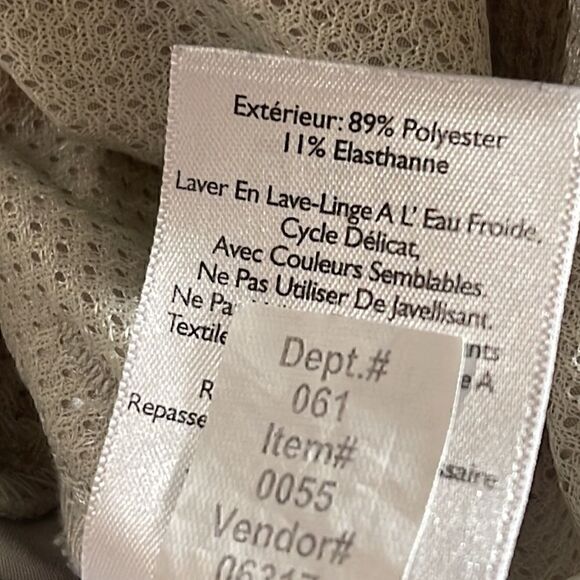 Extérieur: 89% Polyester
11% Elasthanne
Laver En Lave-Linge A L' Eau Froide,
Cycle Délicat,
Avec Couleurs Semblables.
Ne Pas Utiliser De Javellisant.
Ne
A
Dept.#
061
Item#
0055
Vendor#